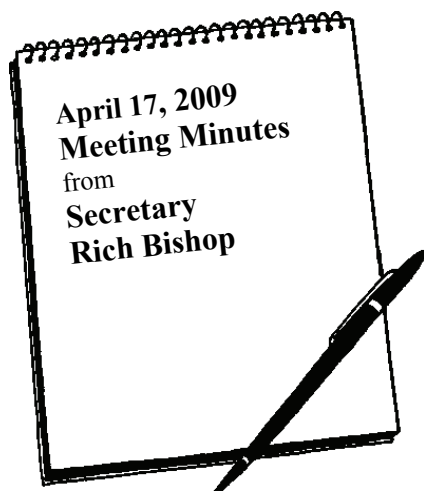 April 17, 2009
Meeting Minutes
from
Secretary
Rich Bishop